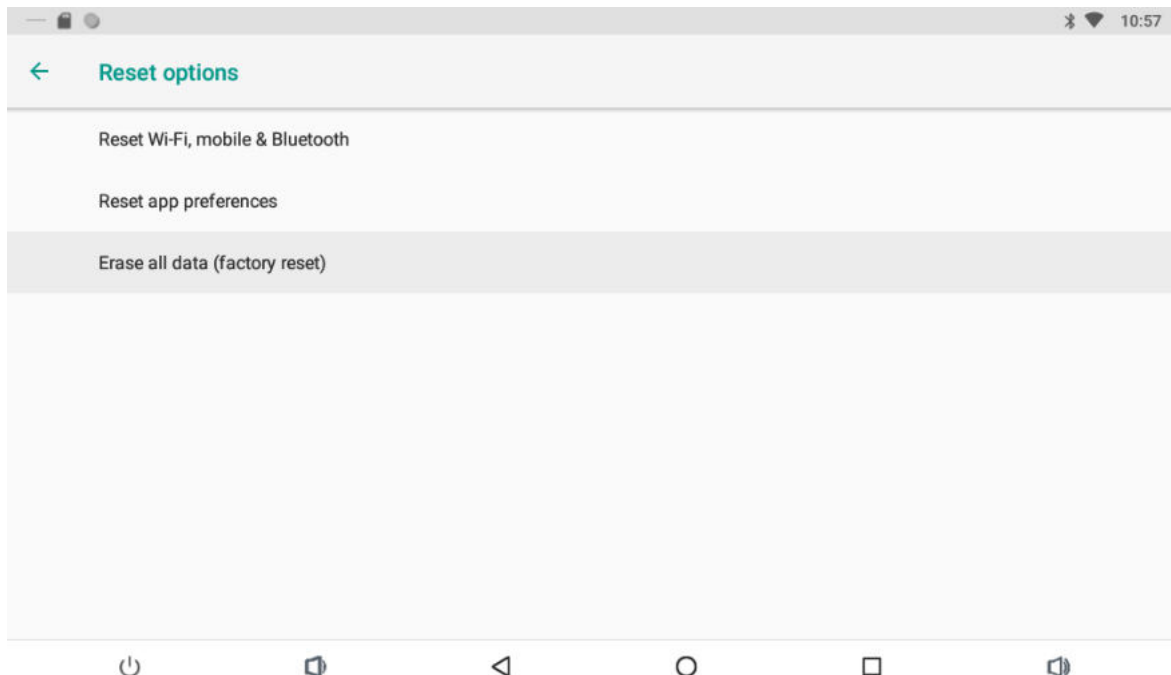 10:57
Reset options
Reset Wi-Fi, mobile & Bluetooth
Reset app preferences
Erase all data (factory reset)